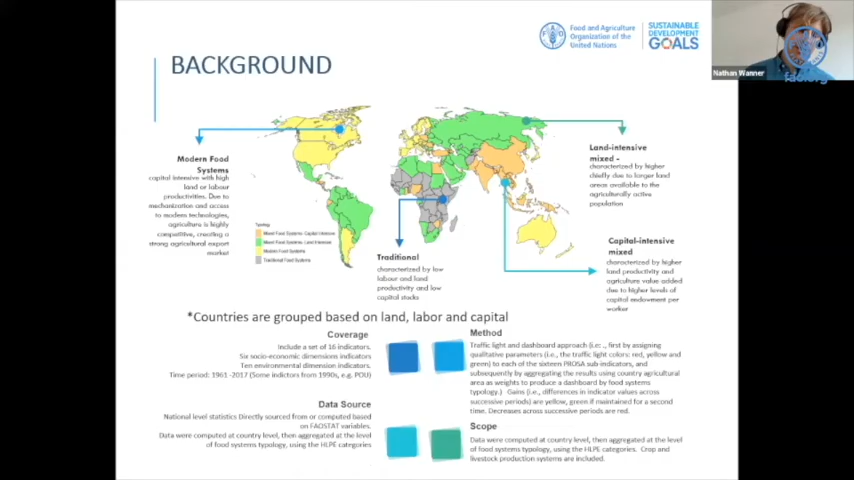 Food and Agriculture
Organization of the
United Nations
SUSTAINABLE
DEVELOPMENT
GOALS
Nathan Wanner
fao.org
BACKGROUND
Modern Food
Systems
capital intensive with high
land or labour
productivities. Due to
mechanization and access
to modern technologies,
agriculture is highly
competitive, creating a
strong agricultural export
market
Land-intensive
mixed -
characterized by higher
chiefly due to larger land
areas available to the
agriculturally active
population
Typology
Mixed Food Systems- Capital Intensive
Mixed Food Systems- Land Intensive
Modern Food Systems
Traditional Food Systems
Traditional
characterized by low
labour and land
productivity and low
capital stocks
Capital-intensive
mixed
characterized by higher
land productivity and
agriculture value added
due to higher levels of
capital endowment per
worker
*Countries are grouped based on land, labor and capital
Coverage
Include a set of 16 indicators.
Six socio-economic dimensions indicators
Ten environmental dimension indicators.
Time period: 1961 -2017 (Some indictors from 1990s, e.g. POU)
Method
Traffic light and dashboard approach (i.e: ., first by assigning
qualitative parameters (i.e., the traffic light colors: red, yellow and
green) to each of the sixteen PROSA sub-indicators, and
subsequently by aggregating the results using country agricultural
area as weights to produce a dashboard by food systems
typology.) Gains (i.e., differences in indicator values across
successive periods) are yellow, green if maintained for a second
time. Decreases across successive periods are red.
Data Source
National level statistics Directly sourced from or computed based
on FAOSTAT variables.
Data were computed at country level, then aggregated at the level
of food systems typology, using the HLPE categories
Scope
Data were computed at country level, then aggregated at the level
of food systems typology, using the HLPE categories. Crop and
livestock production systems are included.